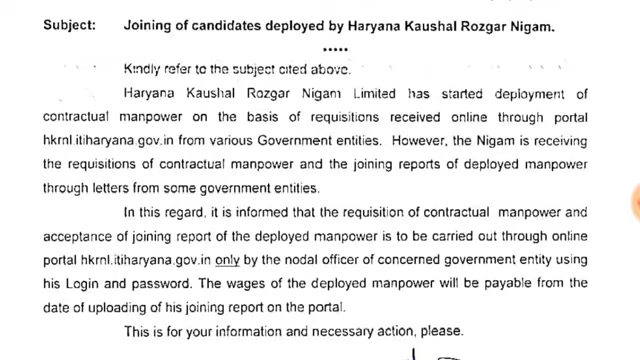 Subject: Joining of candidates deployed by Haryana Kaushal Rozgar Nigam.
*****
Kindly refer to the subject cited above.
Haryana Kaushal Rozgar Nigam Limited has started deployment of
contractual manpower on the basis of requisitions received online through portal
hkrnl.itiharyana.gov.in from various Government entities. However, the Nigam is receiving
the requisitions of contractual manpower and the joining reports of deployed manpower
through letters from some government entities.
In this regard, it is informed that the requisition of contractual manpower and
acceptance of joining report of the deployed manpower is to be carried out through online
portal hkrnl.itiharyana.gov.in only by the nodal officer of concerned government entity using
his Login and password. The wages of the deployed manpower will be payable from the
date of uploading of his joining report on the portal.
This is for your information and necessary action, please.